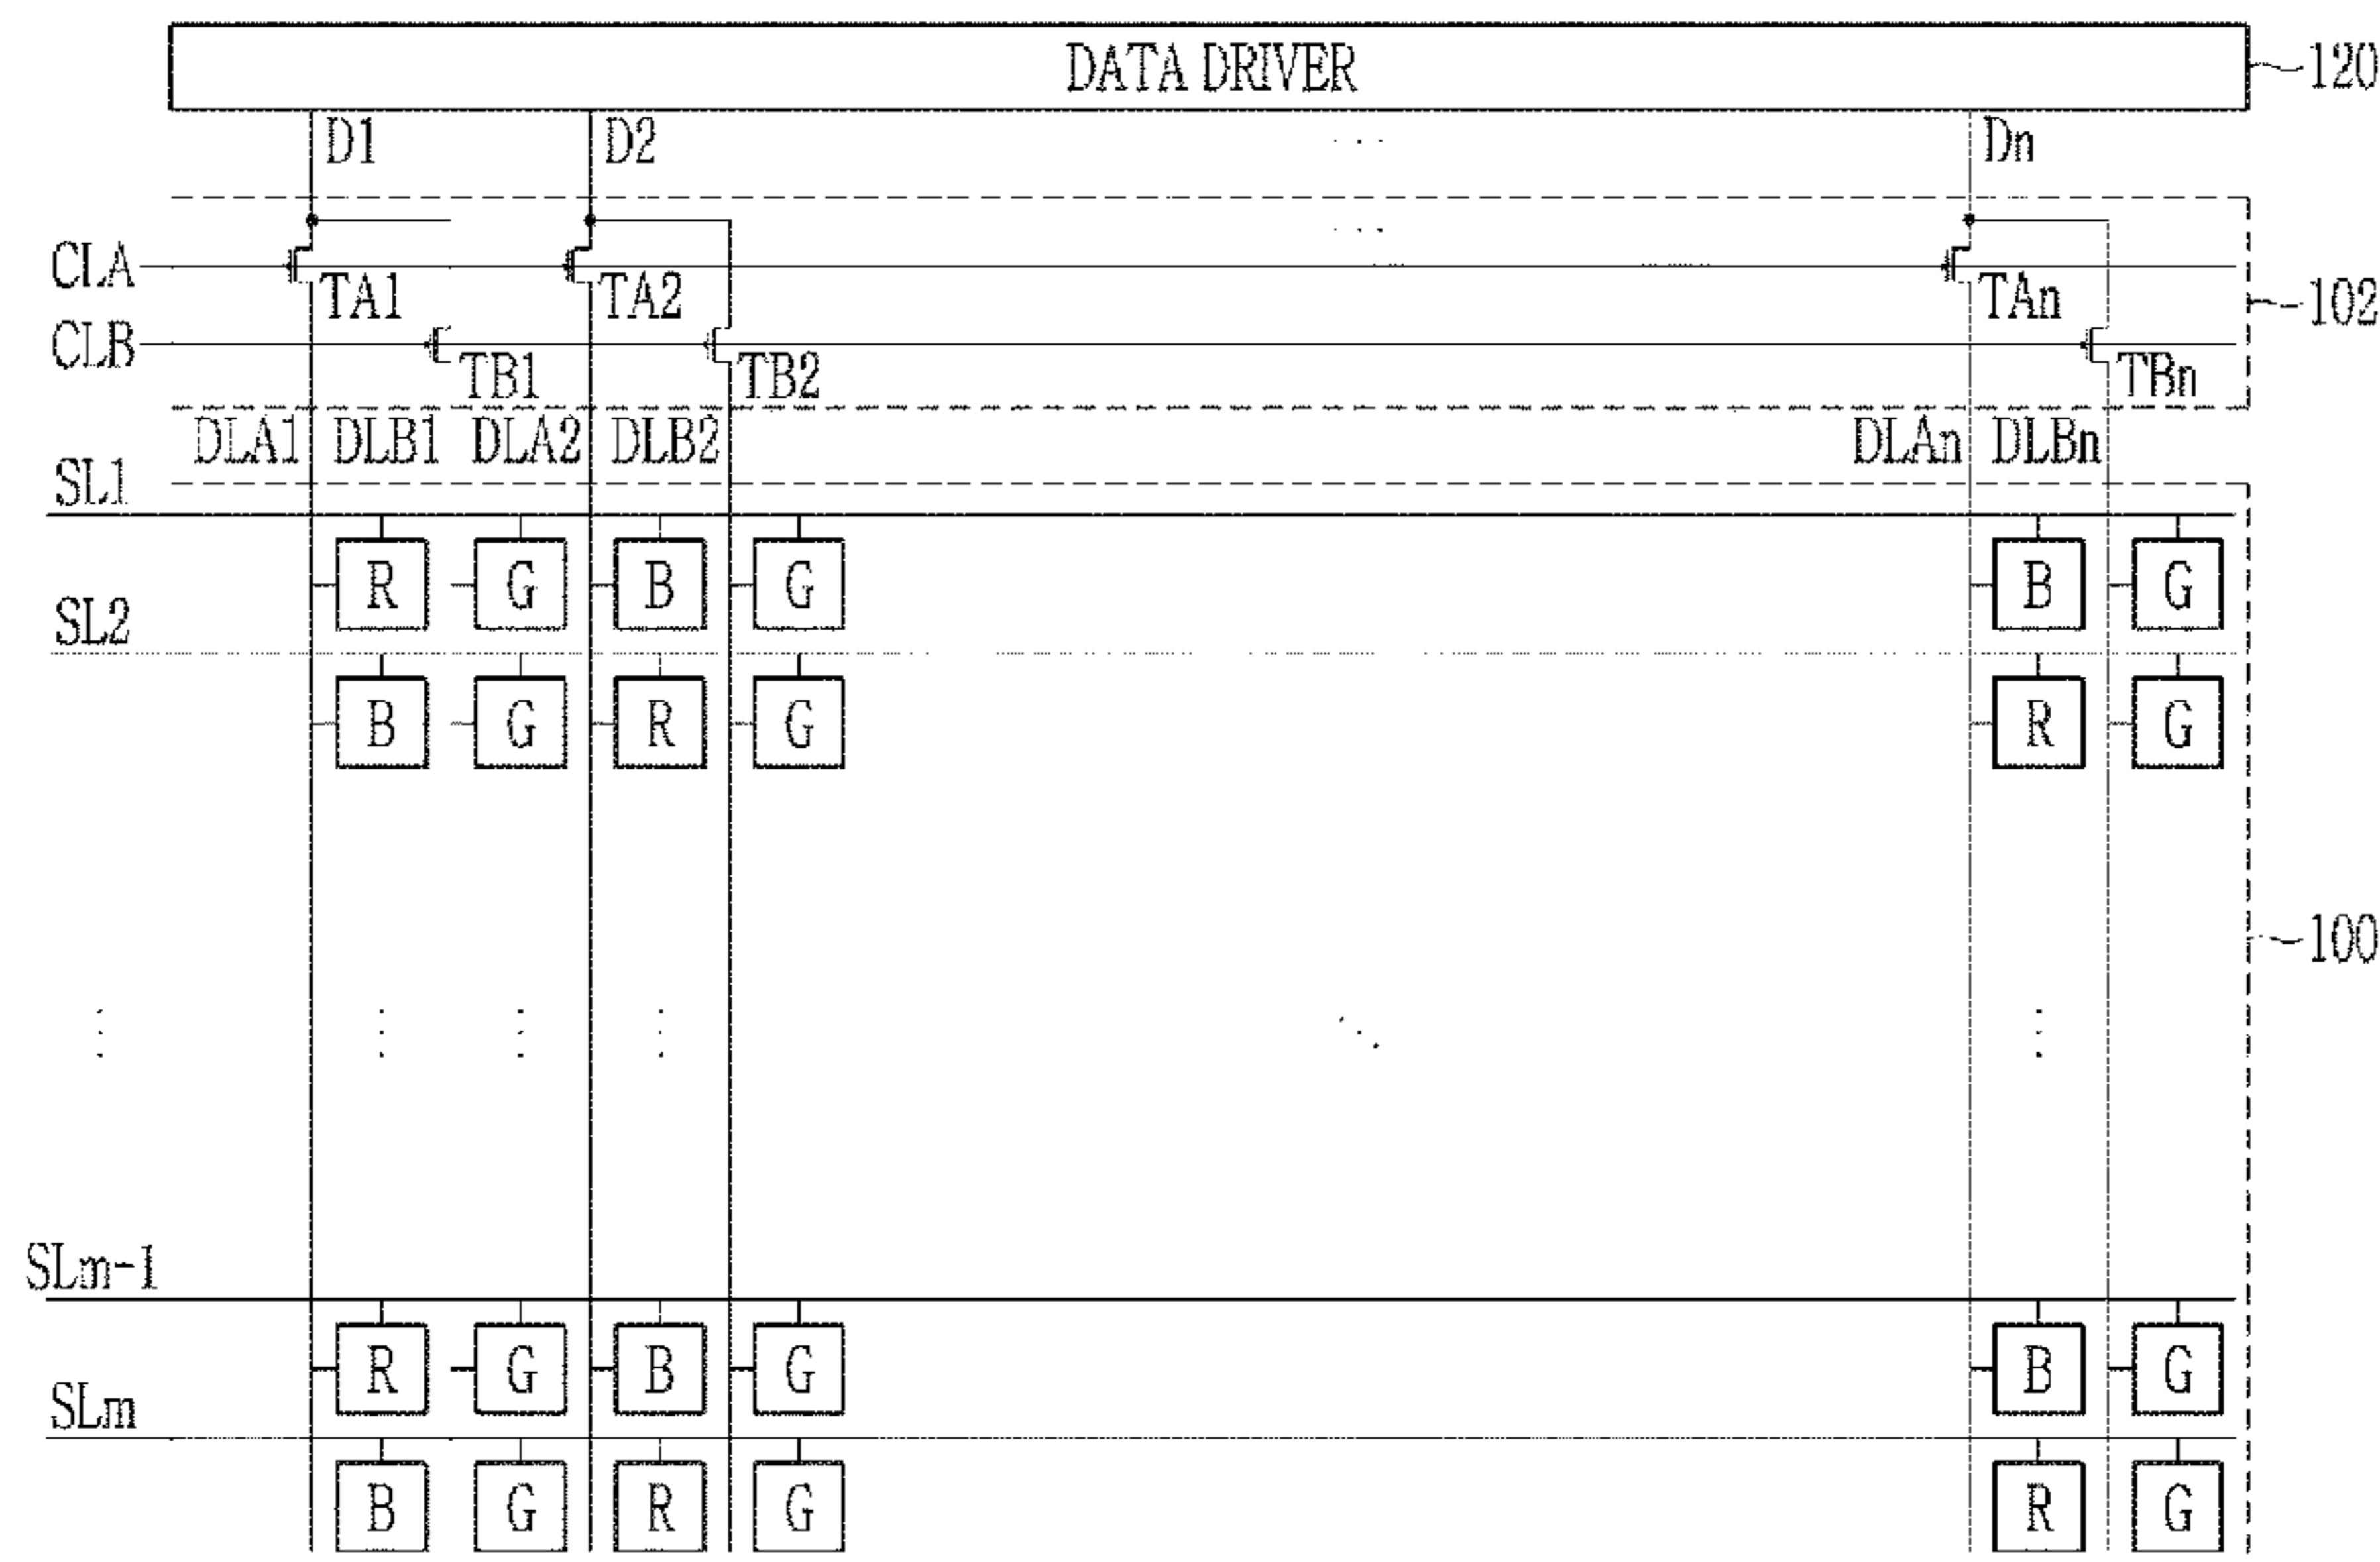 DATA DRIVER
120
D1 D2 ... Dn
CLA TA1 TA2 ... TAn
102
CLB TB1 TB2 TBn
DLA1 DLB1 DLA2 DLB2 DLAn DLBn
SL1
R G B G B G
SL2
B G R G R G
100
SLm-1
R G B G B G
SLm
B G R G R G